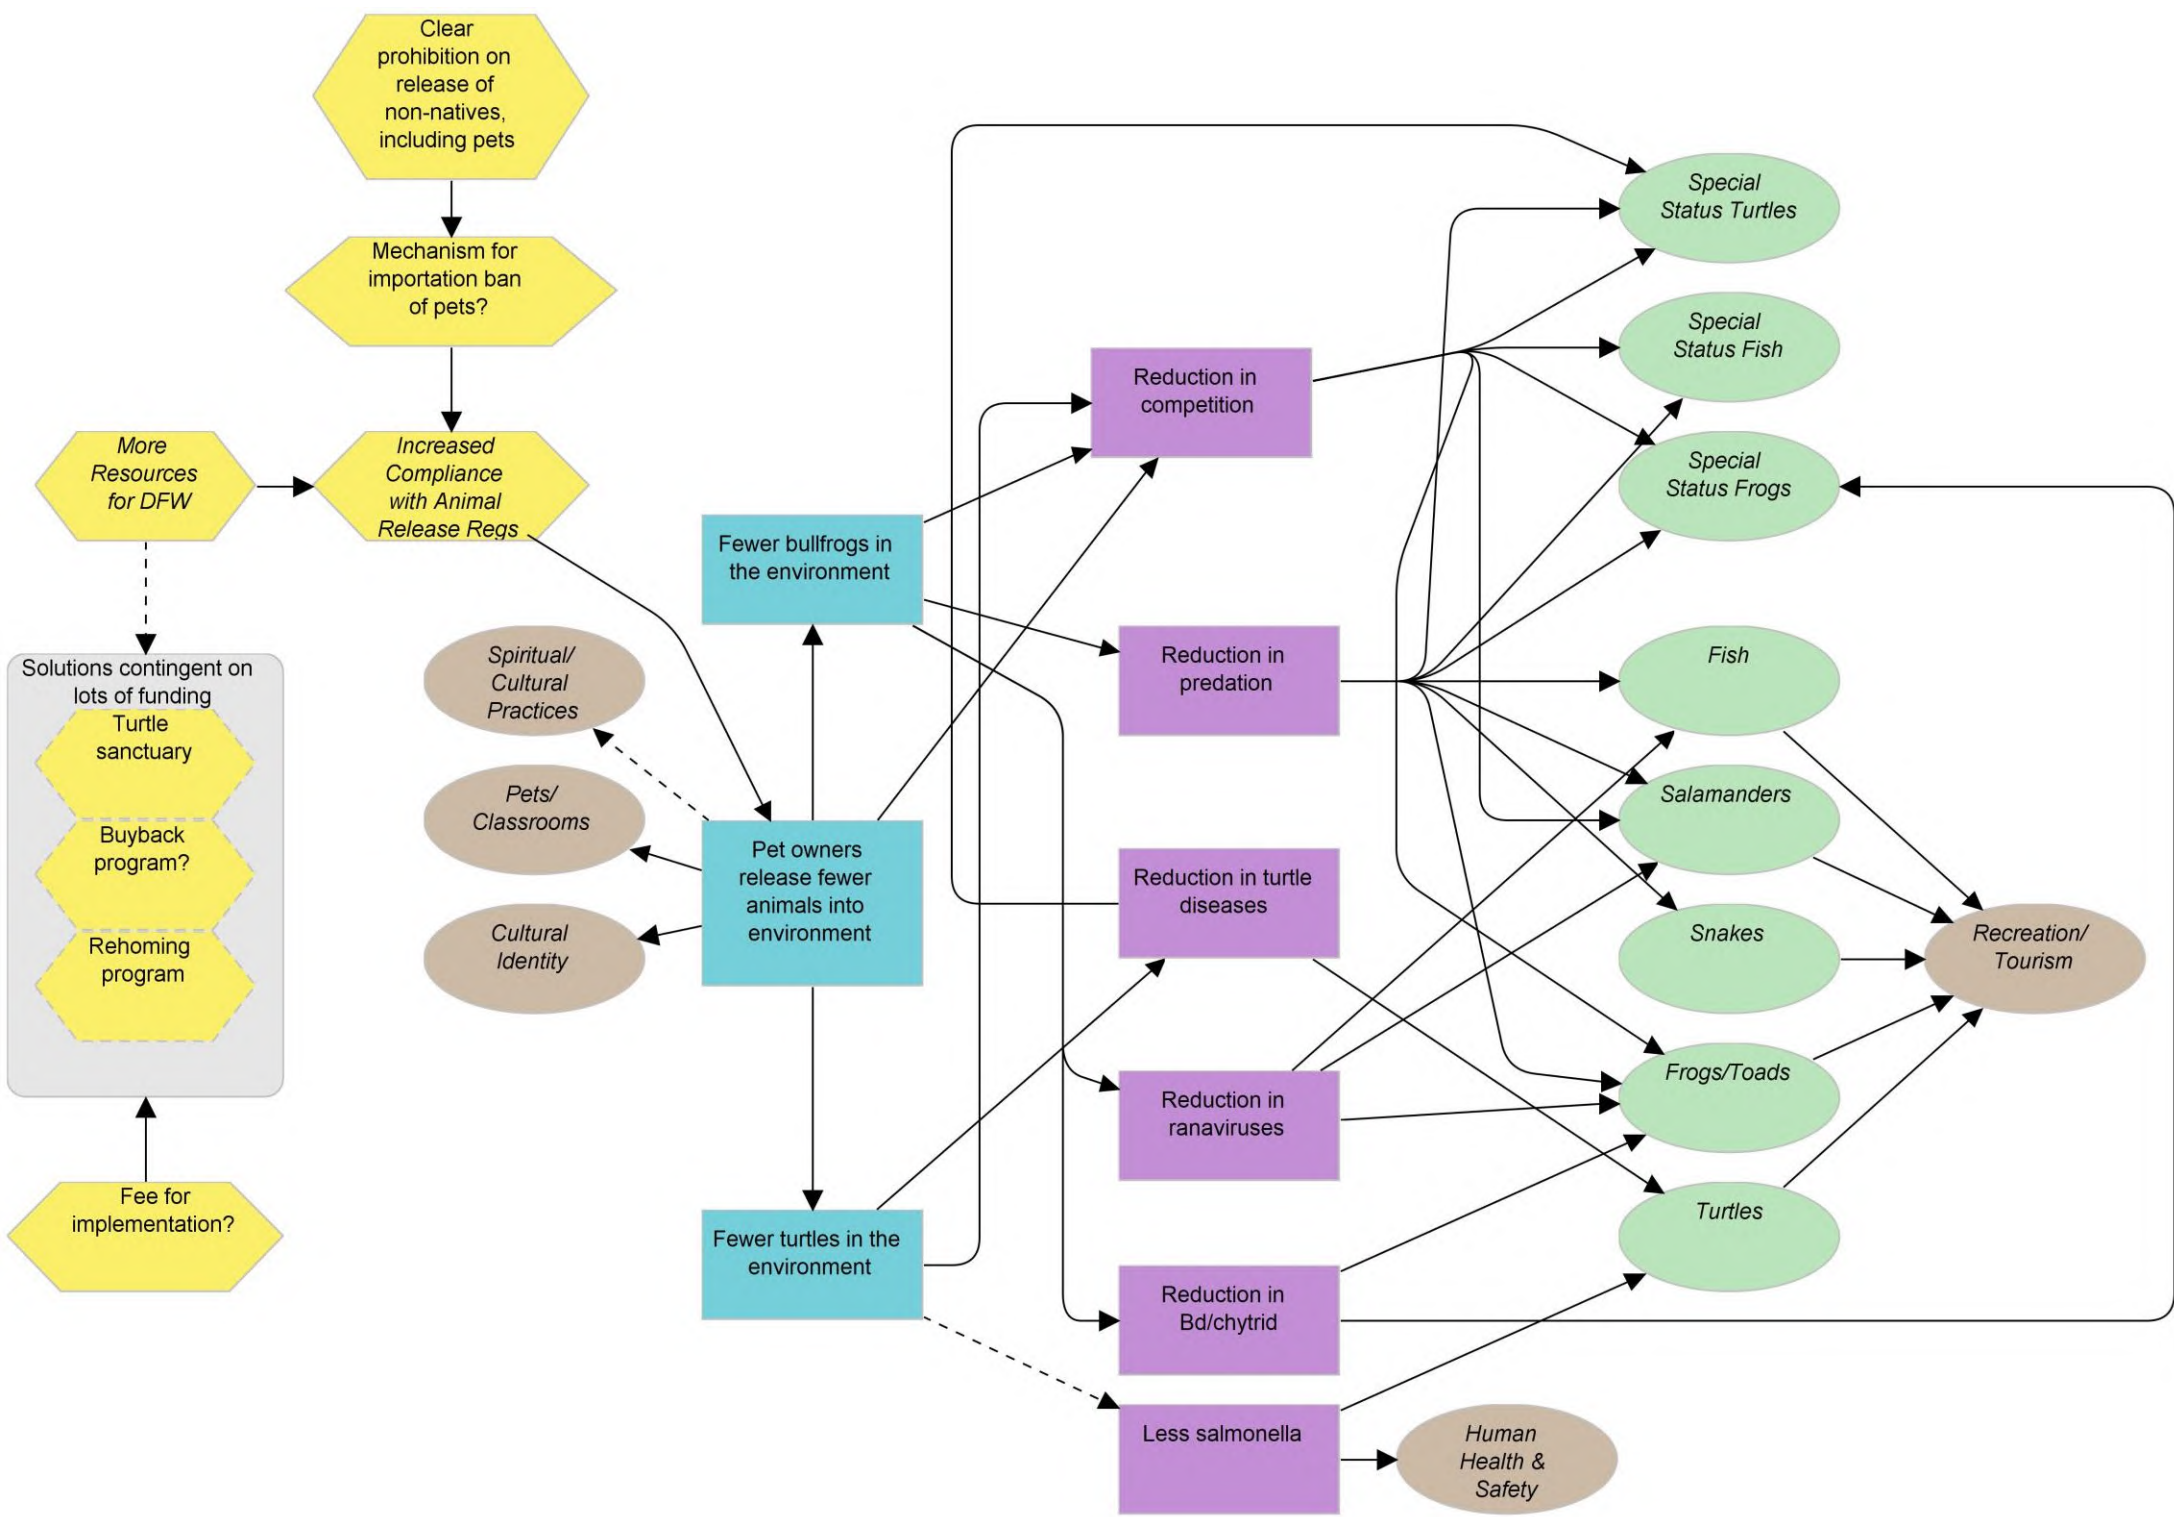 Clear
prohibition on
release of
non-natives,
including pets
Mechanism for
importation ban
of pets?
More
Resources
for DFW
Increased
Compliance
with Animal
Release Regs
Solutions contingent on
lots of funding
Turtle
sanctuary
Buyback
program?
Rehoming
program
Fee for
implementation?
Spiritual/
Cultural
Practices
Pets/
Classrooms
Cultural
Identity
Fewer bullfrogs in
the environment
Pet owners
release fewer
animals into
environment
Fewer turtles in the
environment
Reduction in
competition
Reduction in
predation
Reduction in turtle
diseases
Reduction in
ranaviruses
Reduction in
Bd/chytrid
Less salmonella
Special
Status Turtles
Special
Status Fish
Special
Status Frogs
Fish
Salamanders
Snakes
Frogs/Toads
Turtles
Recreation/
Tourism
Human
Health &
Safety